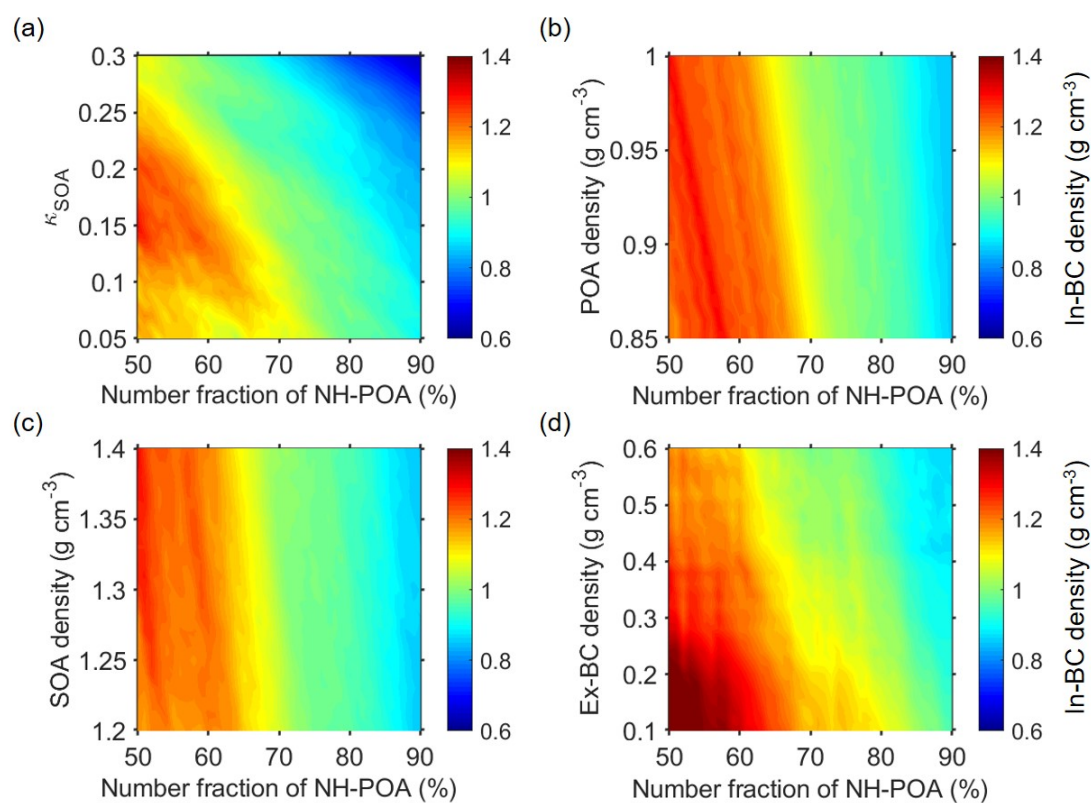 (a)
0.3
0.25
0.2
0.15
0.1
0.05
κSOA
50 60 70 80 90
Number fraction of NH-POA (%)
1.4
1.2
1
0.8
0.6
(b)
1
0.95
0.9
0.85
POA density (g cm⁻³)
50 60 70 80 90
Number fraction of NH-POA (%)
1.4
1.2
1
0.8
0.6
In-BC density (g cm⁻³)
(c)
1.4
1.35
1.3
1.25
1.2
SOA density (g cm⁻³)
50 60 70 80 90
Number fraction of NH-POA (%)
1.4
1.2
1
0.8
0.6
(d)
0.6
0.5
0.4
0.3
0.2
0.1
Ex-BC density (g cm⁻³)
50 60 70 80 90
Number fraction of NH-POA (%)
1.4
1.2
1
0.8
0.6
In-BC density (g cm⁻³)